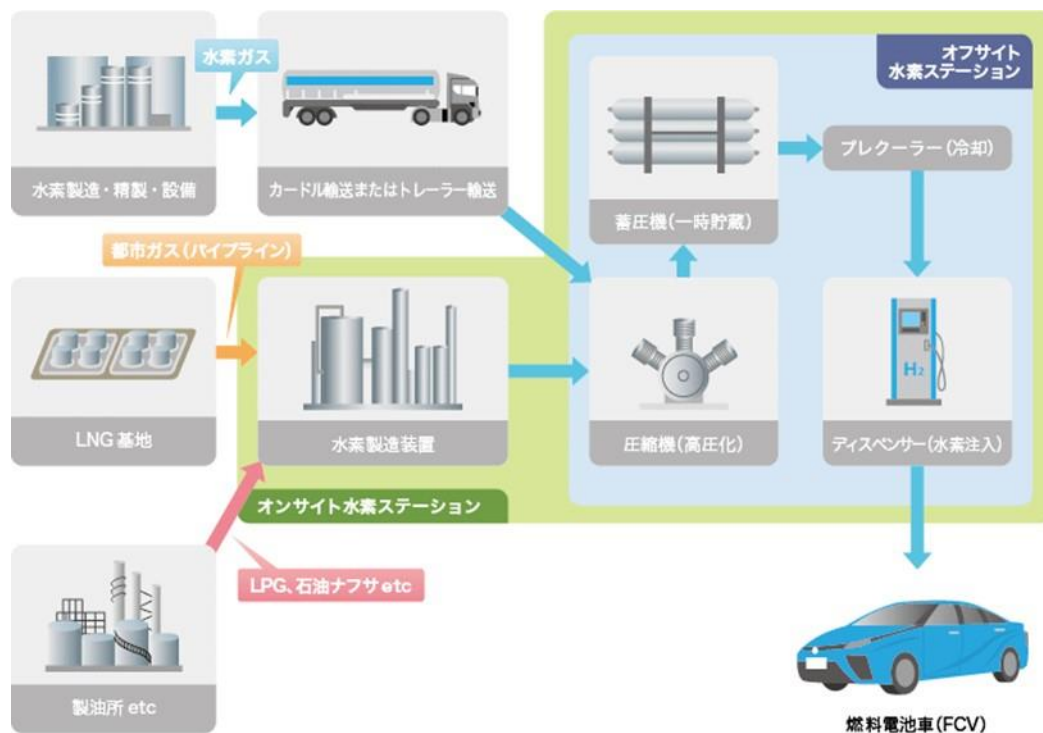 水素ガス
オフサイト
水素ステーション
水素製造・精製・設備
カードル輸送またはトレーラー輸送
蓄圧機(一時貯蔵)
プレクーラー(冷却)
都市ガス(パイプライン)
LNG 基地
水素製造装置
圧縮機(高圧化)
H2
ディスペンサー(水素注入)
オンサイト水素ステーション
LPG、石油ナフサ etc
製油所 etc
燃料電池車(FCV)